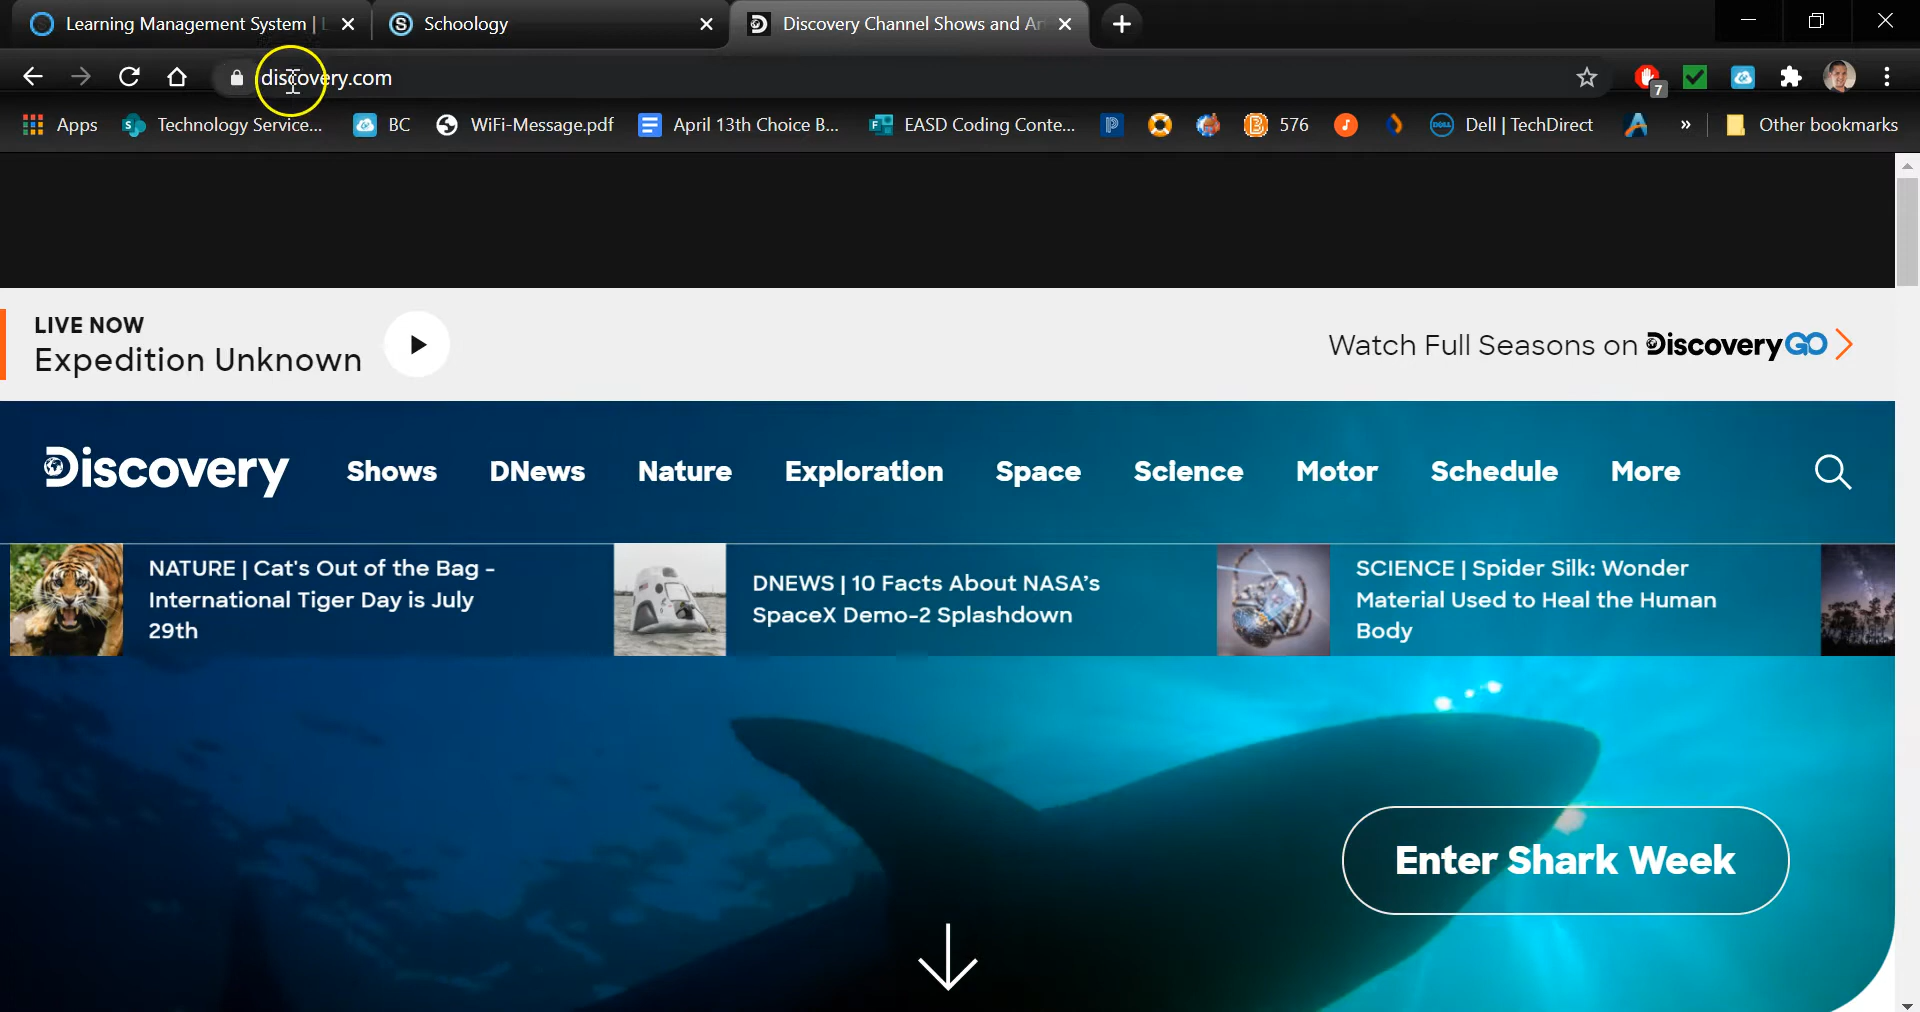 Learning Management System | L
Schoology
Discovery Channel Shows and An
discovery.com
7
Apps
Technology Service...
BC
WiFi-Message.pdf
April 13th Choice B...
EASD Coding Conte...
576
DELL
Dell | TechDirect
»
Other bookmarks
LIVE NOW
Expedition Unknown
Watch Full Seasons on Discovery GO
Discovery
Shows
DNews
Nature
Exploration
Space
Science
Motor
Schedule
More
NATURE | Cat's Out of the Bag -
International Tiger Day is July
29th
DNEWS | 10 Facts About NASA's
SpaceX Demo-2 Splashdown
SCIENCE | Spider Silk: Wonder
Material Used to Heal the Human
Body
Enter Shark Week